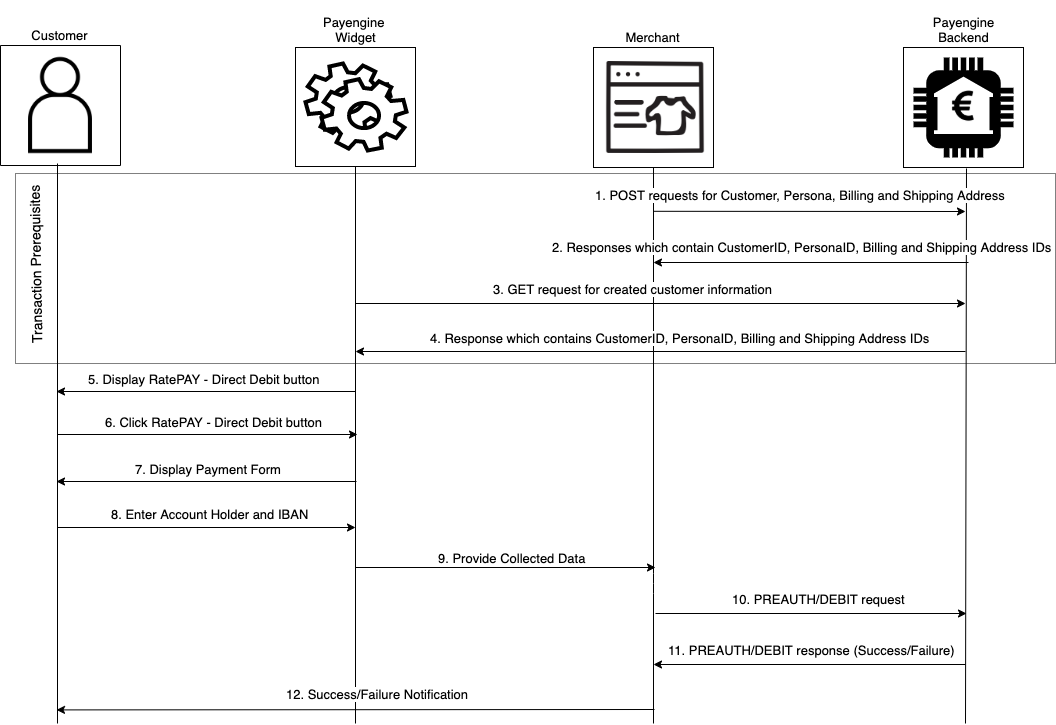 Customer
Payengine
Widget
Merchant
Payengine
Backend
€
Transaction Prerequisites
1. POST requests for Customer, Persona, Billing and Shipping Address
2. Responses which contain CustomerID, PersonaID, Billing and Shipping Address IDs
3. GET request for created customer information
4. Response which contains CustomerID, PersonaID, Billing and Shipping Address IDs
5. Display RatePAY - Direct Debit button
6. Click RatePAY - Direct Debit button
7. Display Payment Form
8. Enter Account Holder and IBAN
9. Provide Collected Data
10. PREAUTH/DEBIT request
11. PREAUTH/DEBIT response (Success/Failure)
12. Success/Failure Notification